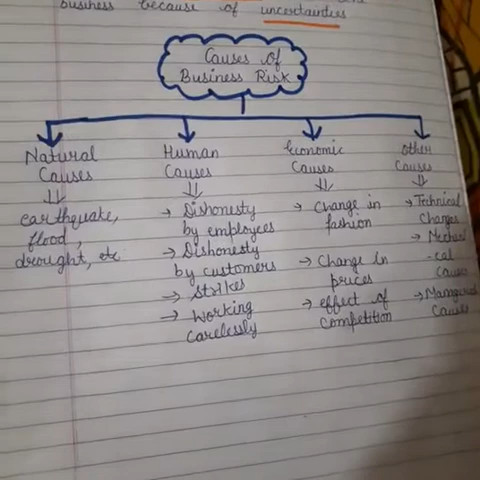 business because of uncertainties
Causes of
Business Risk
Natural
Causes
earthquake,
flood,
drought, etc
Human
Causes
→ Dishonesty
by employees
→ Dishonesty
by customers
→ Strikes
→ Working
carelessly
Economic
Causes
→ Change in
fashion
→ Change in
prices
→ effect of
competition
Other
Causes
→ Technical
Changes
→
-cal
causes
→
Causes